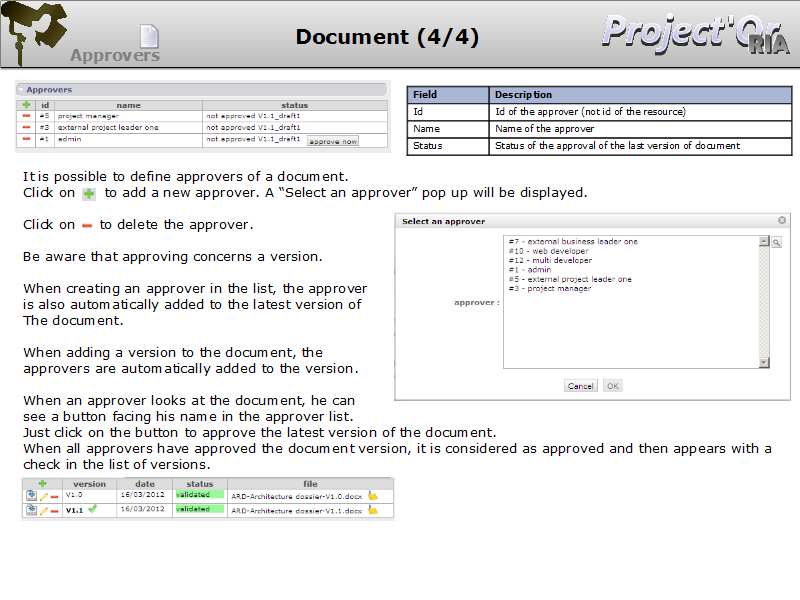 Approvers
Document (4/4)
Project'Or
RIA
Approvers
id name status
#5 project manager not approved V1.1_draft1
#3 external project leader one not approved V1.1_draft1
#1 admin not approved V1.1_draft1 approve now
Field Description
Id Id of the approver (not id of the resource)
Name Name of the approver
Status Status of the approval of the last version of document
It is possible to define approvers of a document.
Click on to add a new approver. A “Select an approver” pop up will be displayed.
Click on to delete the approver.
Be aware that approving concerns a version.
When creating an approver in the list, the approver
is also automatically added to the latest version of
The document.
When adding a version to the document, the
approvers are automatically added to the version.
When an approver looks at the document, he can
see a button facing his name in the approver list.
Just click on the button to approve the latest version of the document.
When all approvers have approved the document version, it is considered as approved and then appears with a
check in the list of versions.
Select an approver
#7 - external business leader one
#10 - web developer
#12 - multi developer
#1 - admin
#5 - external project leader one
#3 - project manager
approver :
Cancel OK
version date status file
V1.0 16/03/2012 validated ARD-Architecture dossier-V1.0.docx
V1.1 16/03/2012 validated ARD-Architecture dossier-V1.1.docx